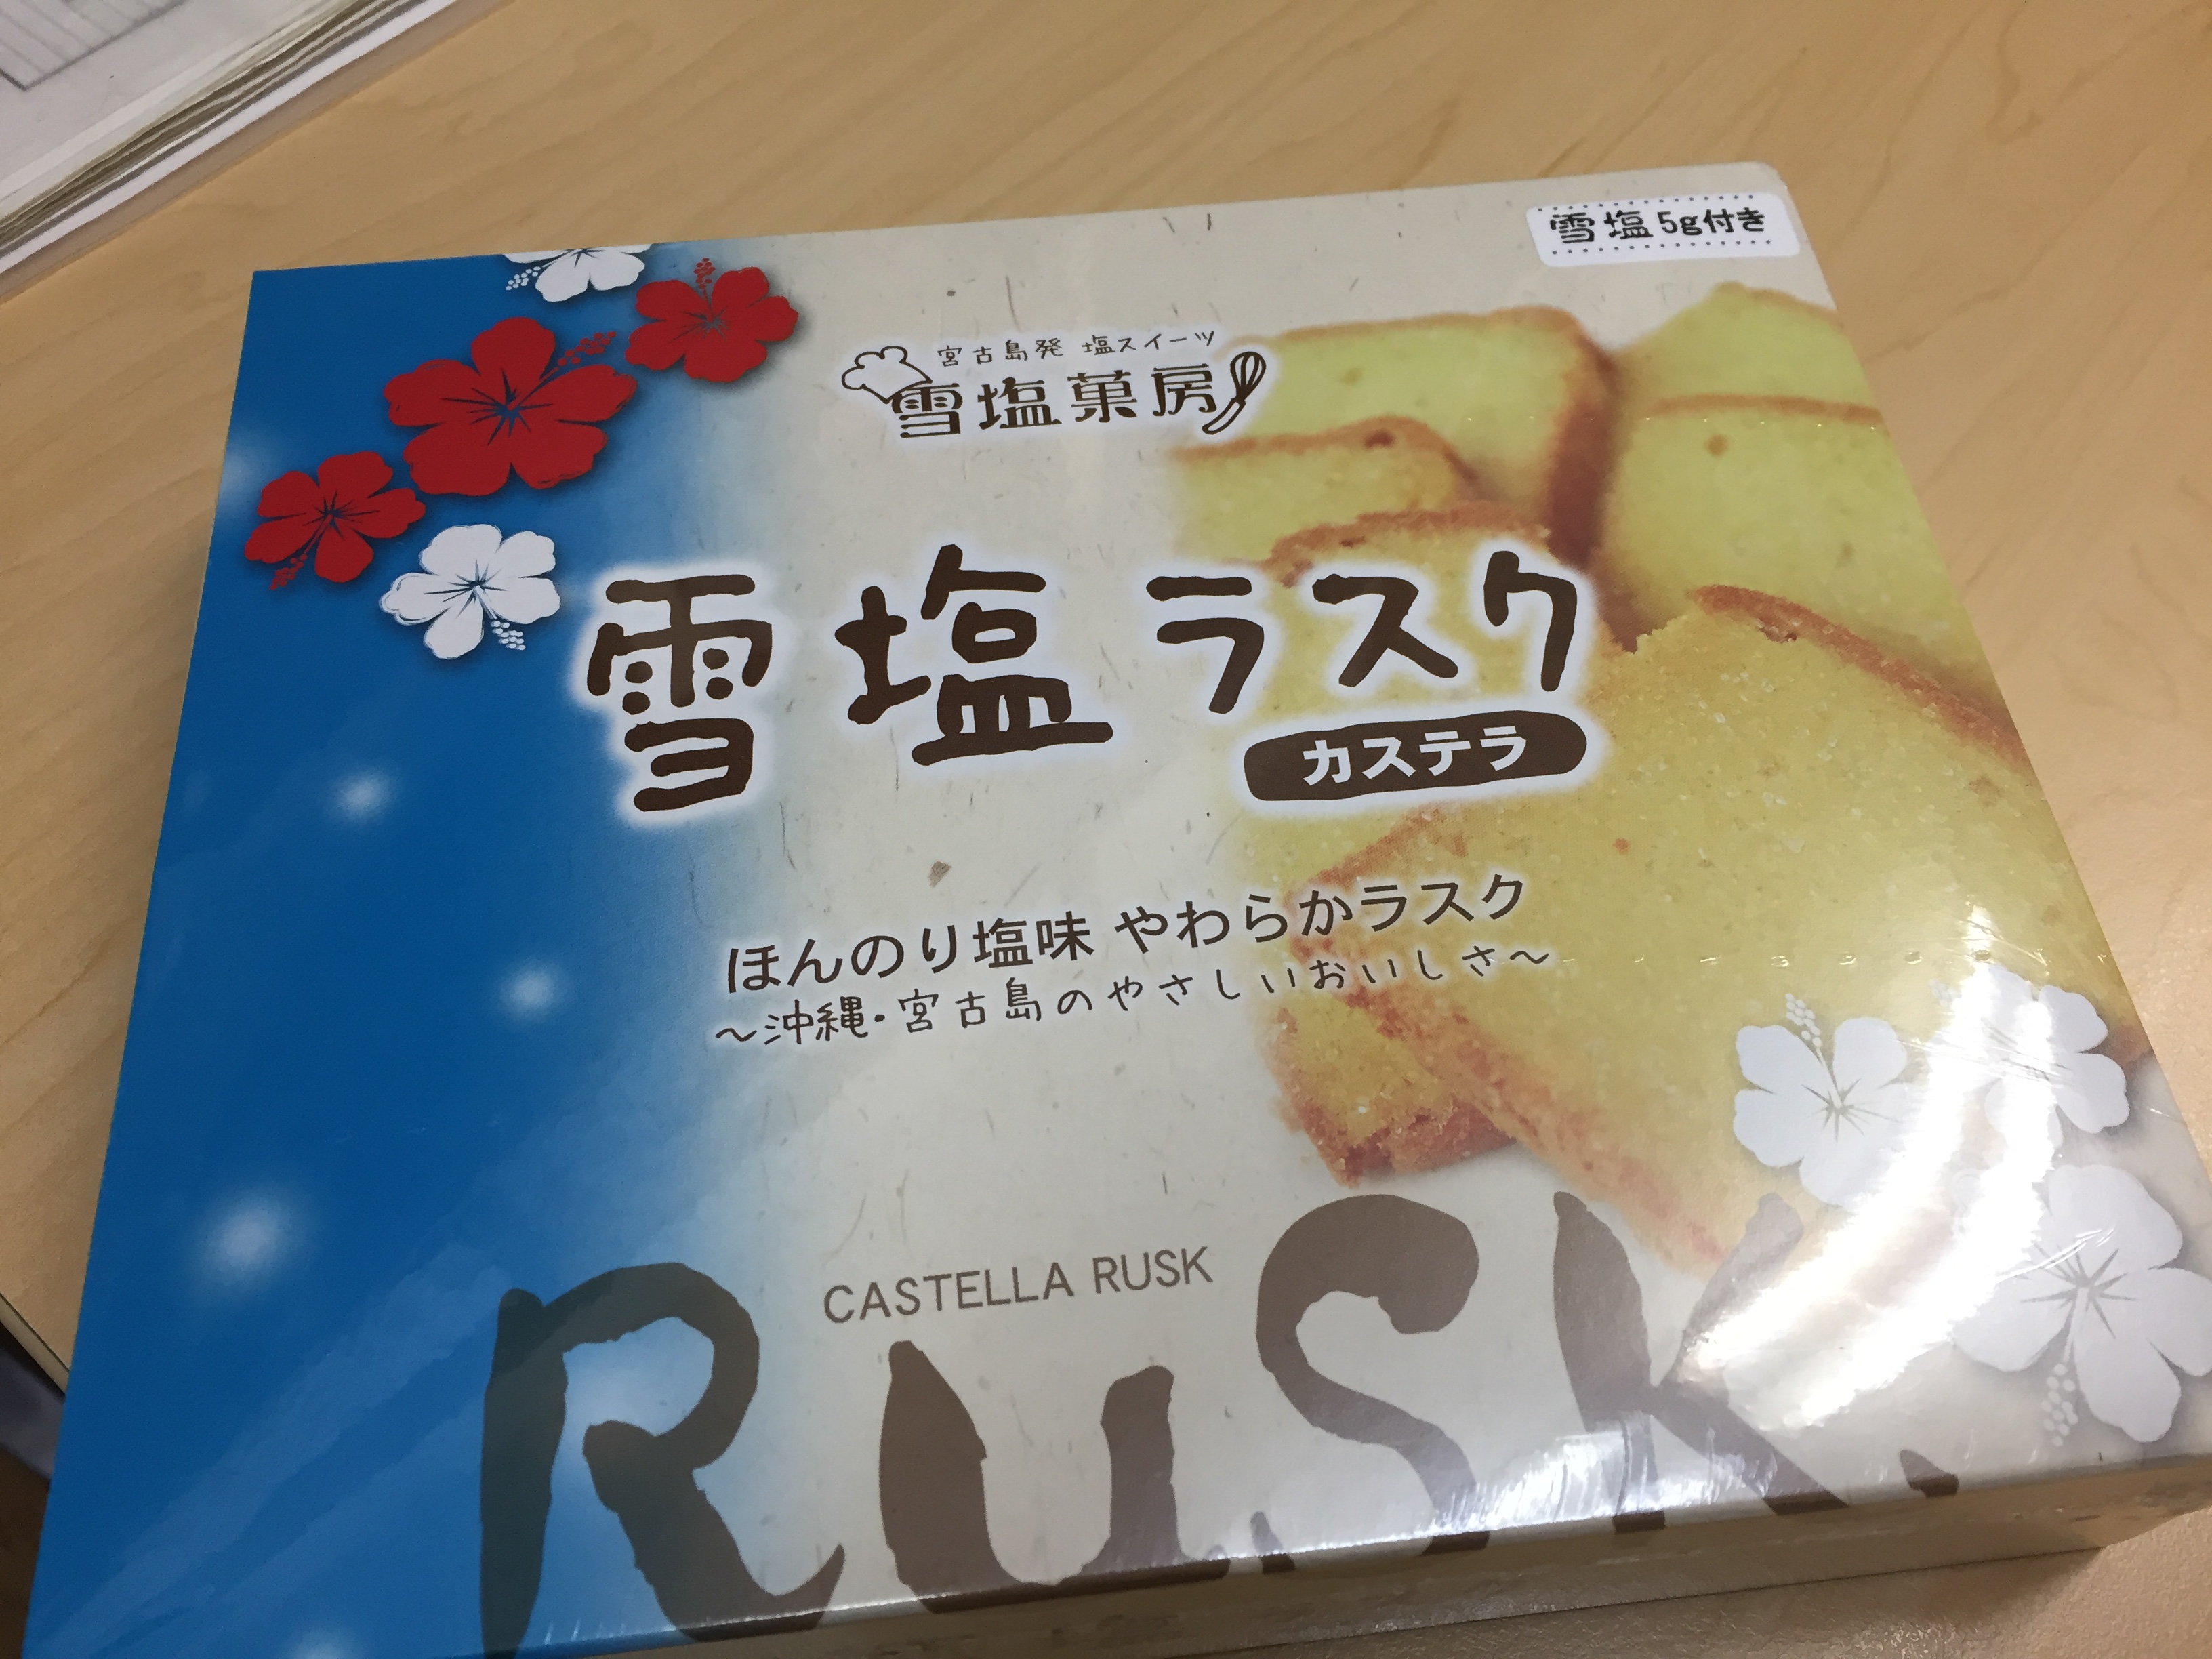 雪塩5g付き
宮古島発 塩スイーツ
雪塩菓房
雪塩ラスク
カステラ
ほんのり塩味 やわらかラスク
～沖縄・宮古島のやさしいおいしさ～
CASTELLA RUSK
RUSK